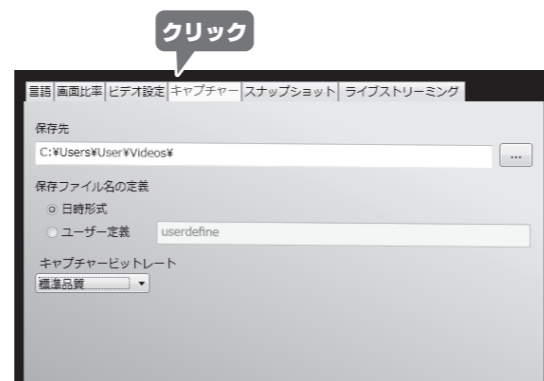 クリック
言語 画面比率 ビデオ設定 キャプチャー スナップショット ライブストリーミング
保存先
C:¥Users¥User¥Videos¥ ...
保存ファイル名の定義
日時形式
ユーザー定義 userdefine
キャプチャービットレート
標準品質